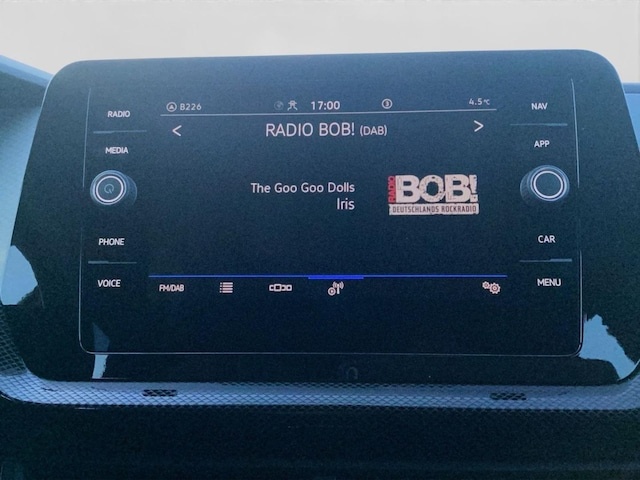 RADIO
MEDIA
PHONE
VOICE
A B226
17:00
3
4.5°C
RADIO BOB! (DAB)
The Goo Goo Dolls
Iris
RADIO BOB!
DEUTSCHLANDS ROCKRADIO
FM/DAB
NAV
APP
CAR
MENU